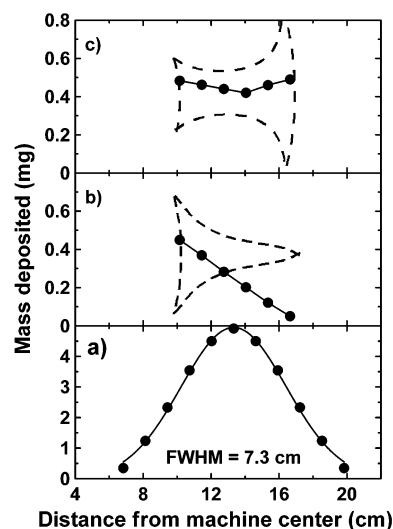 0.8
c)
0.6
0.4
0.2
0
b)
0.6
0.4
0.2
0
a)
4
3
2
1
0
FWHM = 7.3 cm
4 8 12 16 20
Distance from machine center (cm)
Mass deposited (mg)